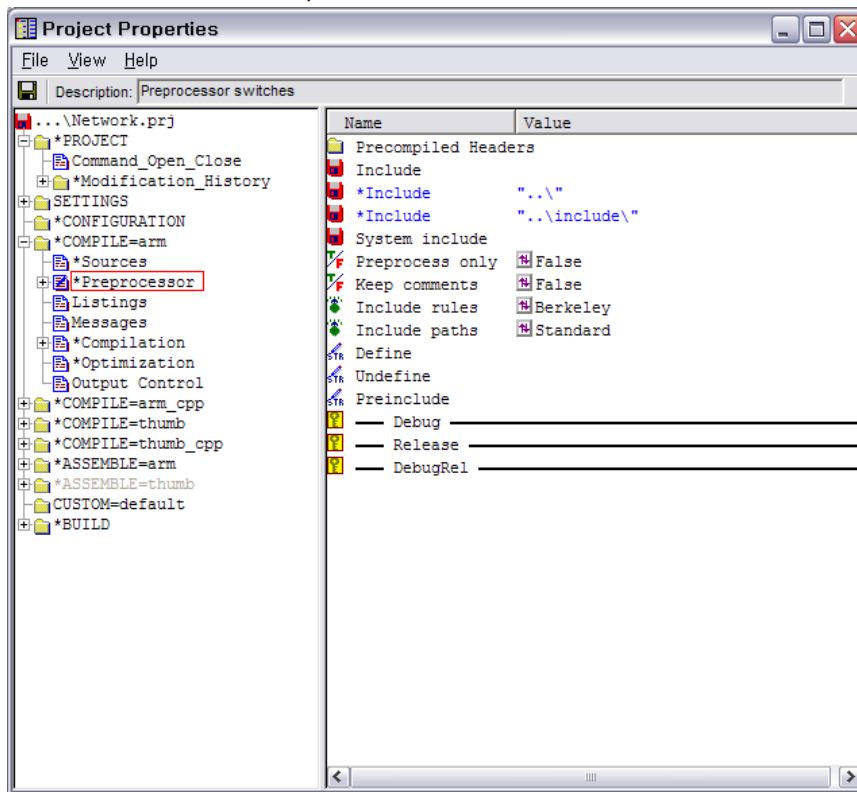 Project Properties
File View Help
Description: Preprocessor switches
...\Network.prj
*PROJECT
Command_Open_Close
*Modification_History
SETTINGS
*CONFIGURATION
*COMPILE=arm
*Sources
*Preprocessor
Listings
Messages
*Compilation
*Optimization
Output Control
*COMPILE=arm_cpp
*COMPILE=thumb
*COMPILE=thumb_cpp
*ASSEMBLE=arm
*ASSEMBLE=thumb
CUSTOM=default
*BUILD
Name Value
Precompiled Headers
Include
*Include "..\"
*Include "..\include\"
System include
Preprocess only False
Keep comments False
Include rules Berkeley
Include paths Standard
Define
Undefine
Preinclude
Debug
Release
DebugRel